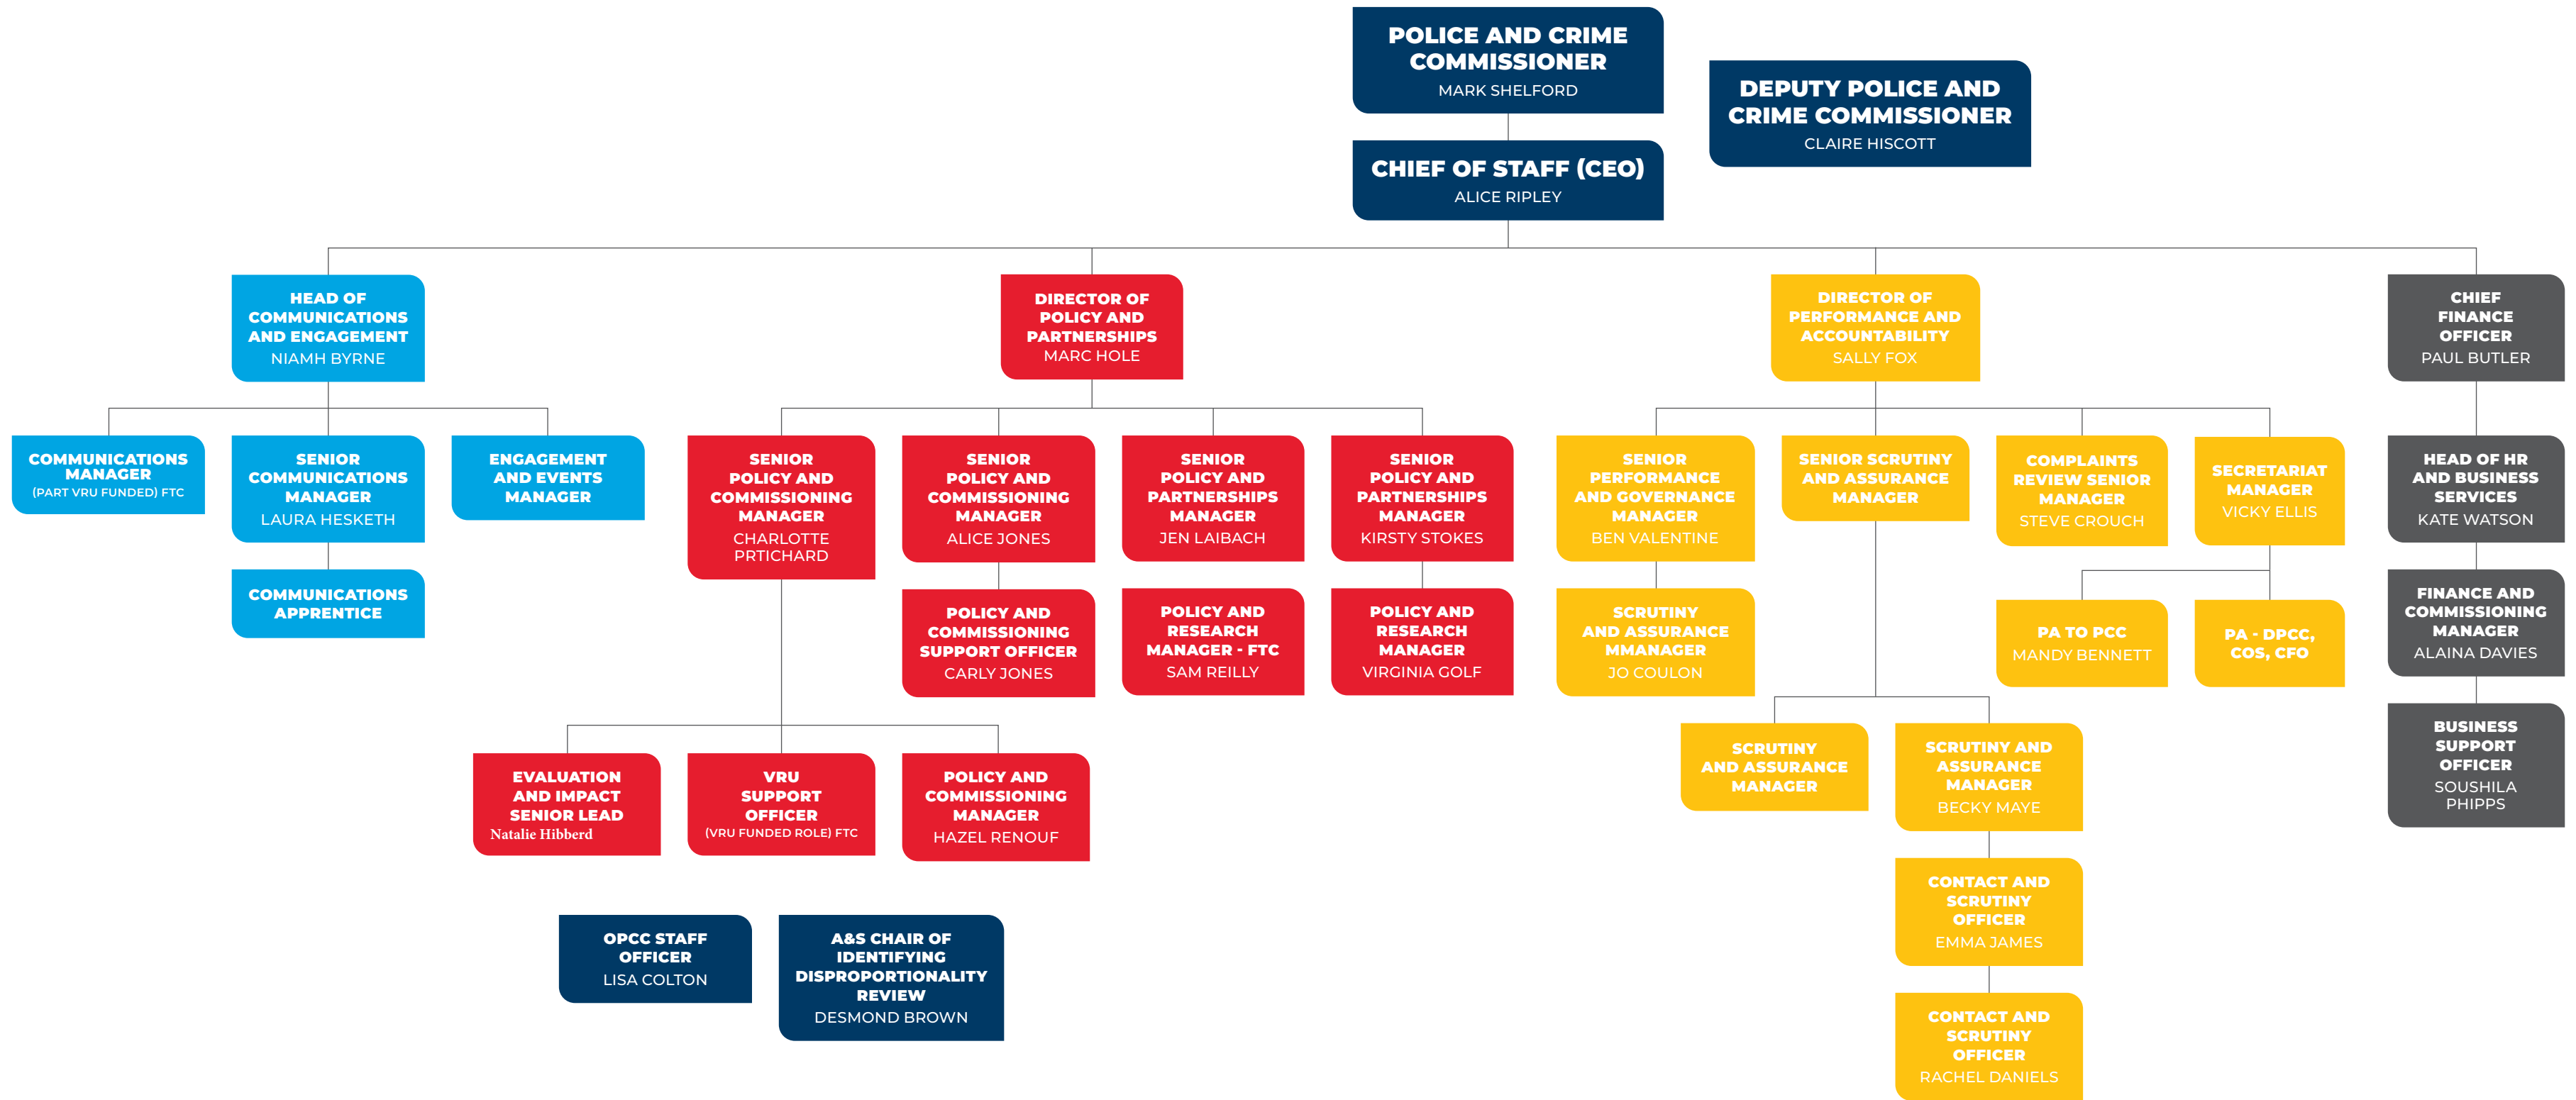 POLICE AND CRIME
COMMISSIONER
MARK SHELFORD
DEPUTY POLICE AND
CRIME COMMISSIONER
CLAIRE HISCOTT
CHIEF OF STAFF (CEO)
ALICE RIPLEY
HEAD OF
COMMUNICATIONS
AND ENGAGEMENT
NIAMH BYRNE
DIRECTOR OF
POLICY AND
PARTNERSHIPS
MARC HOLE
DIRECTOR OF
PERFORMANCE AND
ACCOUNTABILITY
SALLY FOX
CHIEF
FINANCE
OFFICER
PAUL BUTLER
COMMUNICATIONS
MANAGER
(PART VRU FUNDED) FTC
SENIOR
COMMUNICATIONS
MANAGER
LAURA HESKETH
ENGAGEMENT
AND EVENTS
MANAGER
SENIOR
POLICY AND
COMMISSIONING
MANAGER
CHARLOTTE
PRTICHARD
SENIOR
POLICY AND
COMMISSIONING
MANAGER
ALICE JONES
SENIOR
POLICY AND
PARTNERSHIPS
MANAGER
JEN LAIBACH
SENIOR
POLICY AND
PARTNERSHIPS
MANAGER
KIRSTY STOKES
SENIOR
PERFORMANCE
AND GOVERNANCE
MANAGER
BEN VALENTINE
SENIOR SCRUTINY
AND ASSURANCE
MANAGER
COMPLAINTS
REVIEW SENIOR
MANAGER
STEVE CROUCH
SECRETARIAT
MANAGER
VICKY ELLIS
HEAD OF HR
AND BUSINESS
SERVICES
KATE WATSON
COMMUNICATIONS
APPRENTICE
POLICY AND
COMMISSIONING
SUPPORT OFFICER
CARLY JONES
POLICY AND
RESEARCH
MANAGER - FTC
SAM REILLY
POLICY AND
RESEARCH
MANAGER
VIRGINIA GOLF
SCRUTINY
AND ASSURANCE
MMANAGER
JO COULON
PA TO PCC
MANDY BENNETT
PA - DPCC,
COS, CFO
FINANCE AND
COMMISSIONING
MANAGER
ALAINA DAVIES
EVALUATION
AND IMPACT
SENIOR LEAD
Natalie Hibberd
VRU
SUPPORT
OFFICER
(VRU FUNDED ROLE) FTC
POLICY AND
COMMISSIONING
MANAGER
HAZEL RENOUF
SCRUTINY
AND ASSURANCE
MANAGER
SCRUTINY AND
ASSURANCE
MANAGER
BECKY MAYE
BUSINESS
SUPPORT
OFFICER
SOUSHILA
PHIPPS
CONTACT AND
SCRUTINY
OFFICER
EMMA JAMES
OPCC STAFF
OFFICER
LISA COLTON
A&S CHAIR OF
IDENTIFYING
DISPROPORTIONALITY
REVIEW
DESMOND BROWN
CONTACT AND
SCRUTINY
OFFICER
RACHEL DANIELS